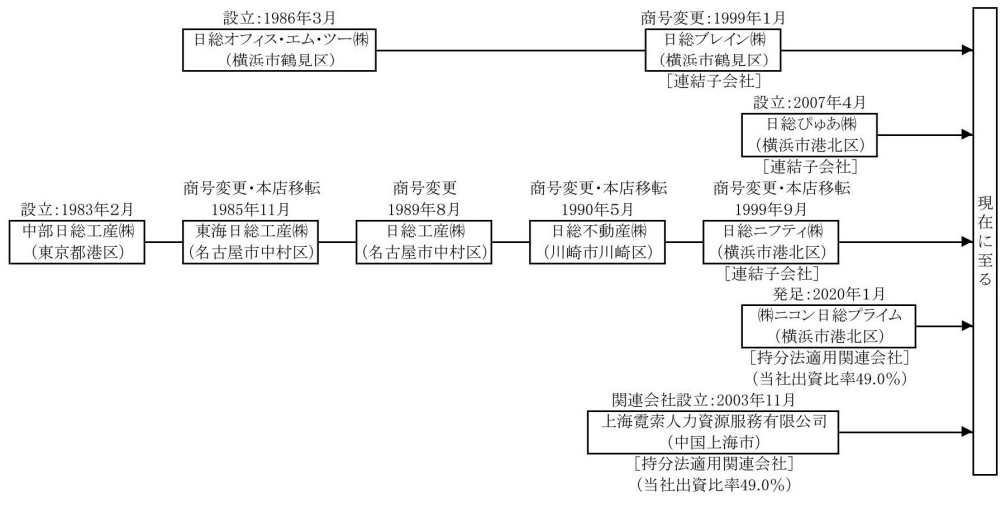 設立：1986年3月
日総オフィス・エム・ツー㈱
（横浜市鶴見区）
商号変更：1999年1月
日総ブレイン㈱
（横浜市鶴見区）
［連結子会社］
設立：2007年4月
日総ぴゅあ㈱
（横浜市港北区）
［連結子会社］
設立：1983年2月
中部日総工産㈱
（東京都港区）
商号変更・本店移転
1985年11月
東海日総工産㈱
（名古屋市中村区）
商号変更
1989年8月
日総工産㈱
（名古屋市中村区）
商号変更・本店移転
1990年5月
日総不動産㈱
（川崎市川崎区）
商号変更・本店移転
1999年9月
日総ニフティ㈱
（横浜市港北区）
［連結子会社］
発足：2020年1月
㈱ニコン日総プライム
（横浜市港北区）
［持分法適用関連会社］
（当社出資比率49.0％）
関連会社設立：2003年11月
上海霓索人力資源服務有限公司
（中国上海市）
［持分法適用関連会社］
（当社出資比率49.0％）
現在に至る